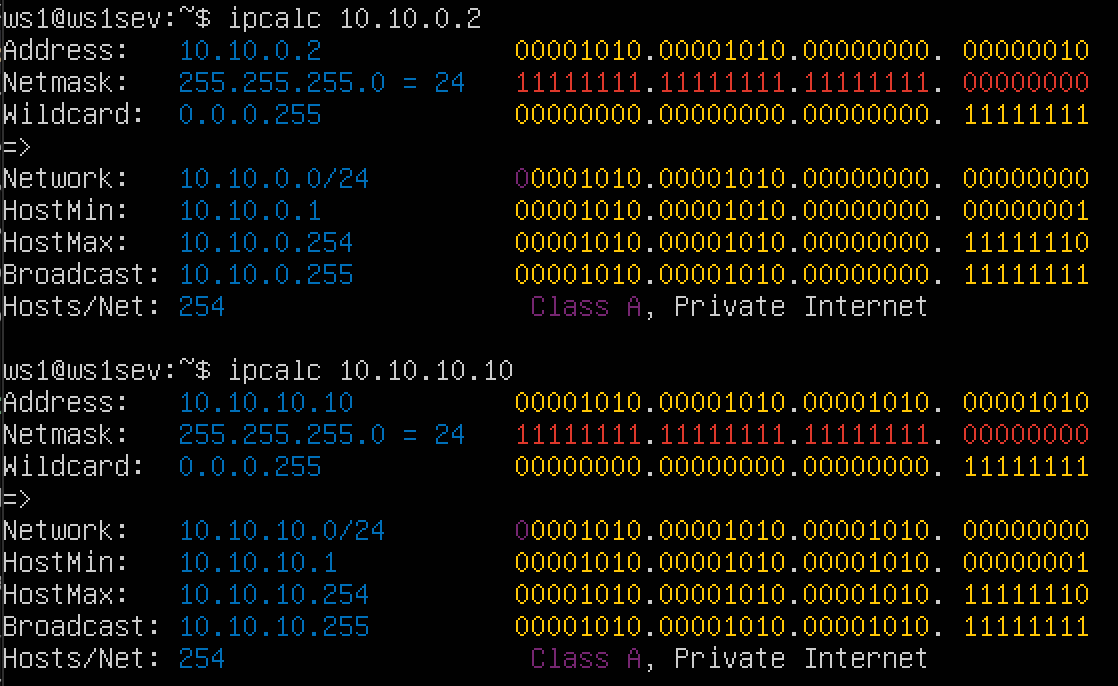 ws1@ws1sev:~$ ipcalc 10.10.0.2
Address:   10.10.0.2            00001010.00001010.00000000. 00000010
Netmask:   255.255.255.0 = 24   11111111.11111111.11111111. 00000000
Wildcard:  0.0.0.255            00000000.00000000.00000000. 11111111
=>
Network:   10.10.0.0/24         00001010.00001010.00000000. 00000000
HostMin:   10.10.0.1            00001010.00001010.00000000. 00000001
HostMax:   10.10.0.254          00001010.00001010.00000000. 11111110
Broadcast: 10.10.0.255          00001010.00001010.00000000. 11111111
Hosts/Net: 254                   Class A, Private Internet
ws1@ws1sev:~$ ipcalc 10.10.10.10
Address:   10.10.10.10          00001010.00001010.00001010. 00001010
Netmask:   255.255.255.0 = 24   11111111.11111111.11111111. 00000000
Wildcard:  0.0.0.255            00000000.00000000.00000000. 11111111
=>
Network:   10.10.10.0/24        00001010.00001010.00001010. 00000000
HostMin:   10.10.10.1           00001010.00001010.00001010. 00000001
HostMax:   10.10.10.254         00001010.00001010.00001010. 11111110
Broadcast: 10.10.10.255         00001010.00001010.00001010. 11111111
Hosts/Net: 254                   Class A, Private Internet